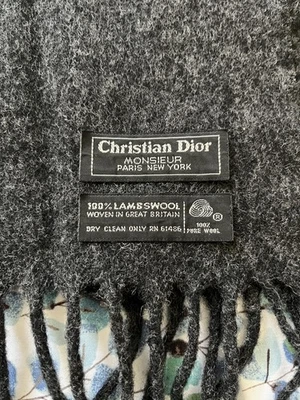 Christian Dior
MONSIEUR
PARIS NEW YORK
100% LAMBSWOOL
WOVEN IN GREAT BRITAIN
DRY CLEAN ONLY RN 61486
®
100%
PURE WOOL